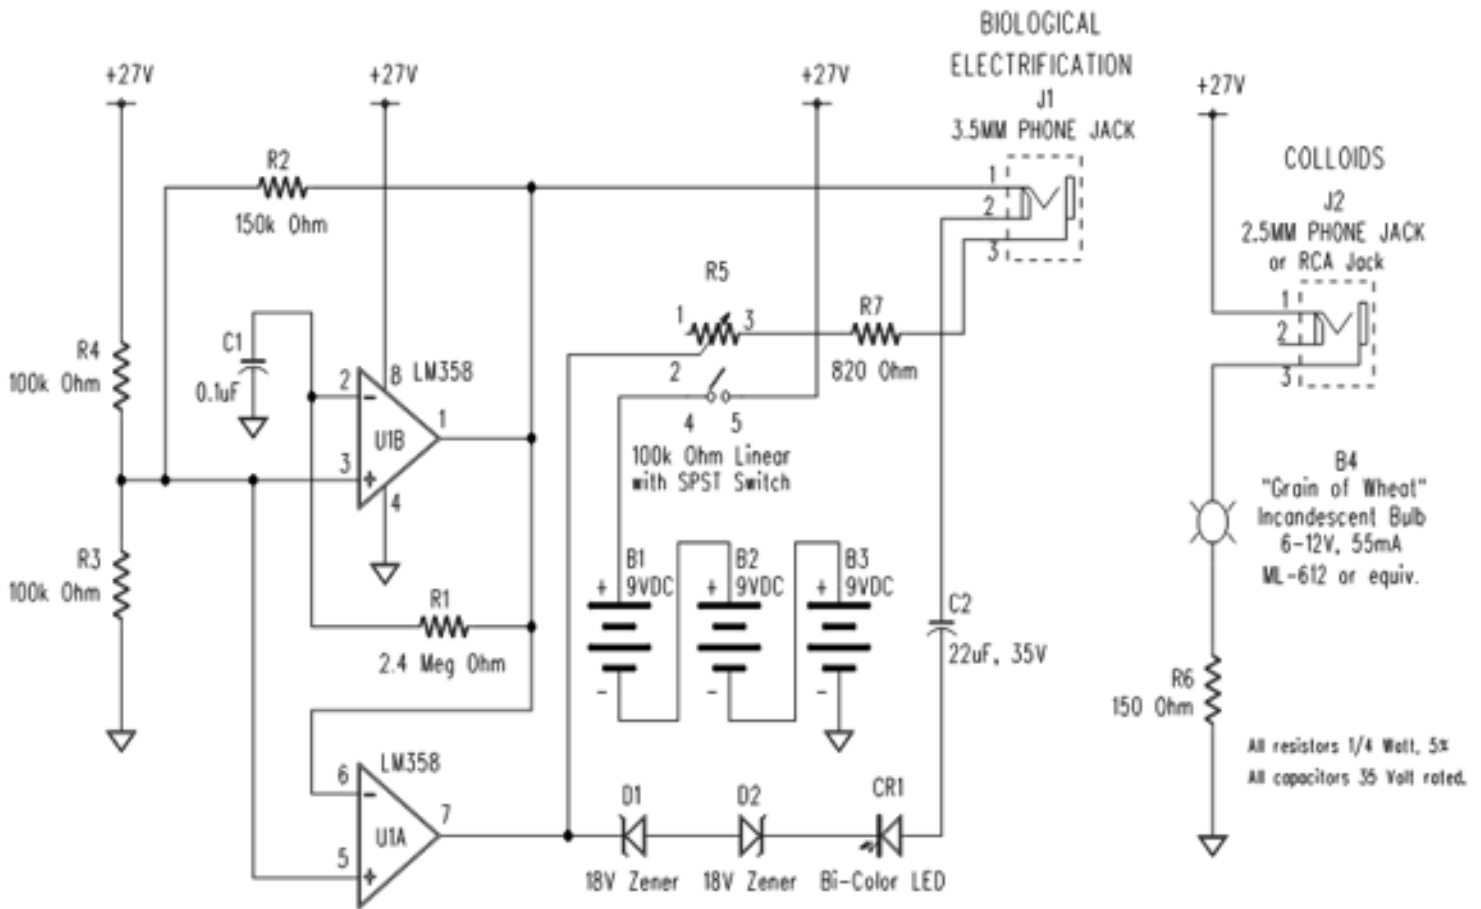 BIOLOGICAL
ELECTRIFICATION
J1
3.5MM PHONE JACK
+27V
+27V
+27V
+27V
COLLOIDS
J2
2.5MM PHONE JACK
or RCA Jack
1
2
3
1
2
3
R2
150k Ohm
R5
1
3
2
4
5
100k Ohm Linear
with SPST Switch
R7
820 Ohm
R4
100k Ohm
C1
0.1uF
2
8
LM358
U1B
1
3
4
R3
100k Ohm
R1
2.4 Meg Ohm
B1
+ 9VDC
-
B2
+ 9VDC
-
B3
+ 9VDC
-
C2
22uF, 35V
B4
"Grain of Wheat"
Incandescent Bulb
6-12V, 55mA
ML-612 or equiv.
R6
150 Ohm
All resistors 1/4 Watt, 5%
All capacitors 35 Volt rated.
LM358
6
7
U1A
5
D1
18V Zener
D2
18V Zener
CR1
Bi-Color LED